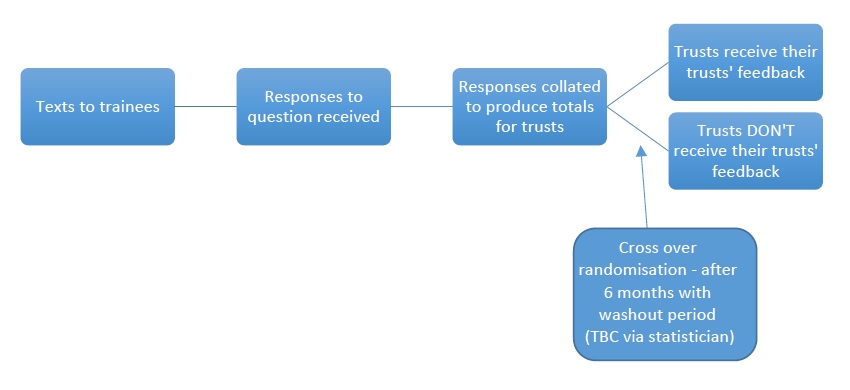 Texts to trainees
Responses to
question received
Responses collated
to produce totals
for trusts
Trusts receive their
trusts' feedback
Trusts DON'T
receive their trusts'
feedback
Cross over
randomisation - after
6 months with
washout period
(TBC via statistician)